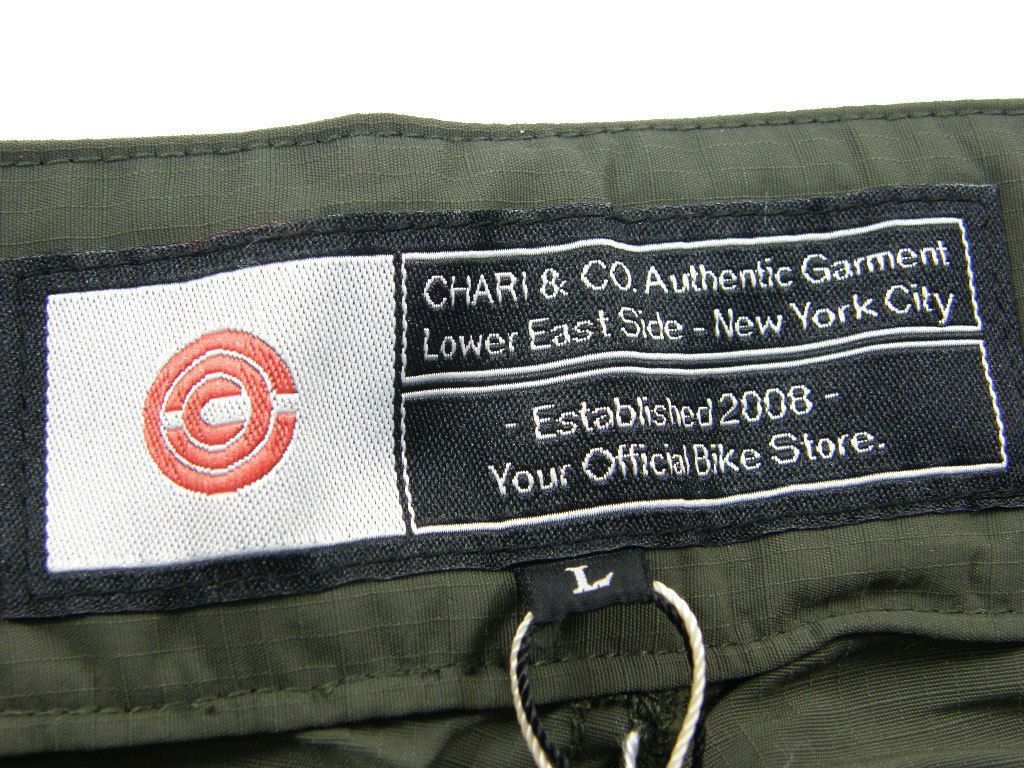 CHARI & CO. Authentic Garment
Lower East Side - New York City
- Established 2008 -
Your Official Bike Store.
L